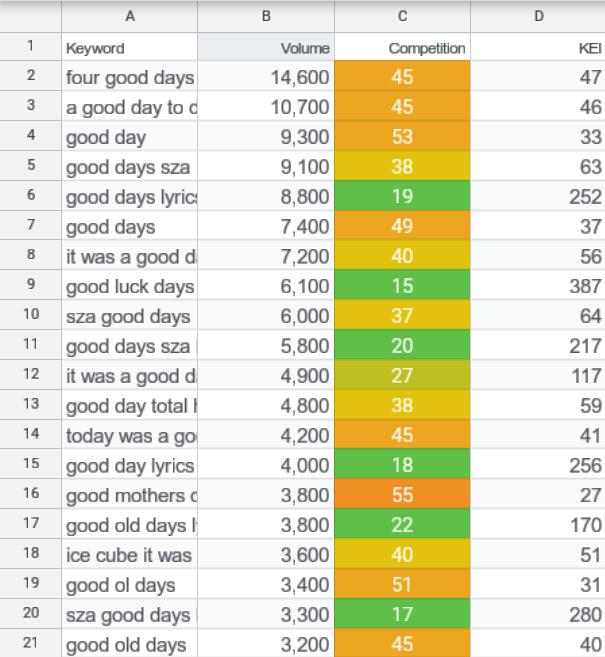 A B C D
1 Keyword Volume Competition KEI
2 four good days 14,600 45 47
3 a good day to d 10,700 45 46
4 good day 9,300 53 33
5 good days sza 9,100 38 63
6 good days lyrics 8,800 19 252
7 good days 7,400 49 37
8 it was a good d 7,200 40 56
9 good luck days 6,100 15 387
10 sza good days 6,000 37 64
11 good days sza 5,800 20 217
12 it was a good d 4,900 27 117
13 good day total 4,800 38 59
14 today was a go 4,200 45 41
15 good day lyrics 4,000 18 256
16 good mothers 3,800 55 27
17 good old days 3,800 22 170
18 ice cube it was 3,600 40 51
19 good ol days 3,400 51 31
20 sza good days 3,300 17 280
21 good old days 3,200 45 40